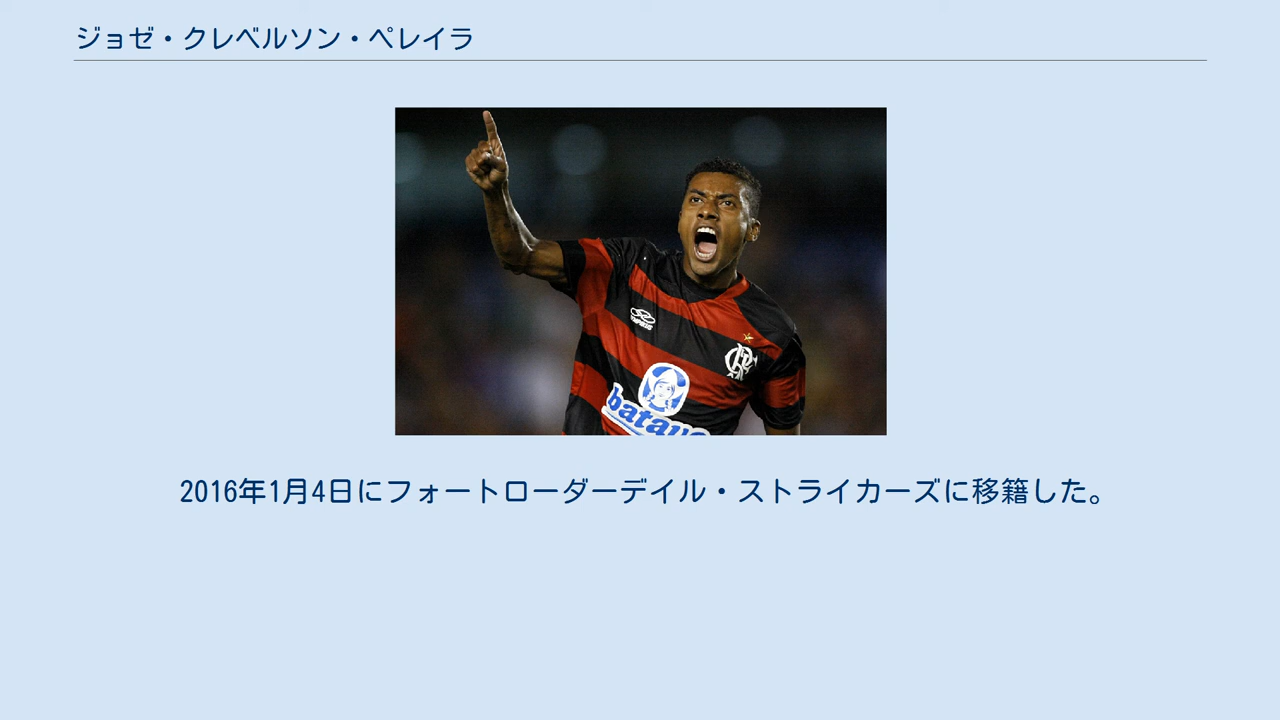 ジョゼ・クレベルソン・ペレイラ
OLYMPIKUS
batavo
2016年1月4日にフォートローダーデイル・ストライカーズに移籍した。